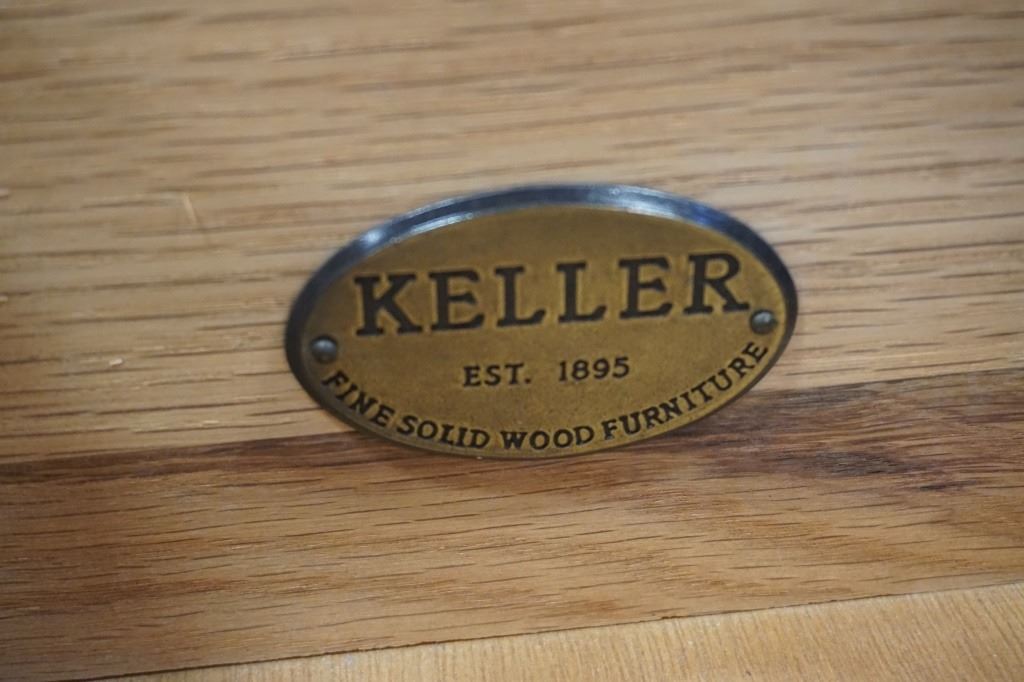 KELLER
EST. 1895
FINE SOLID WOOD FURNITURE